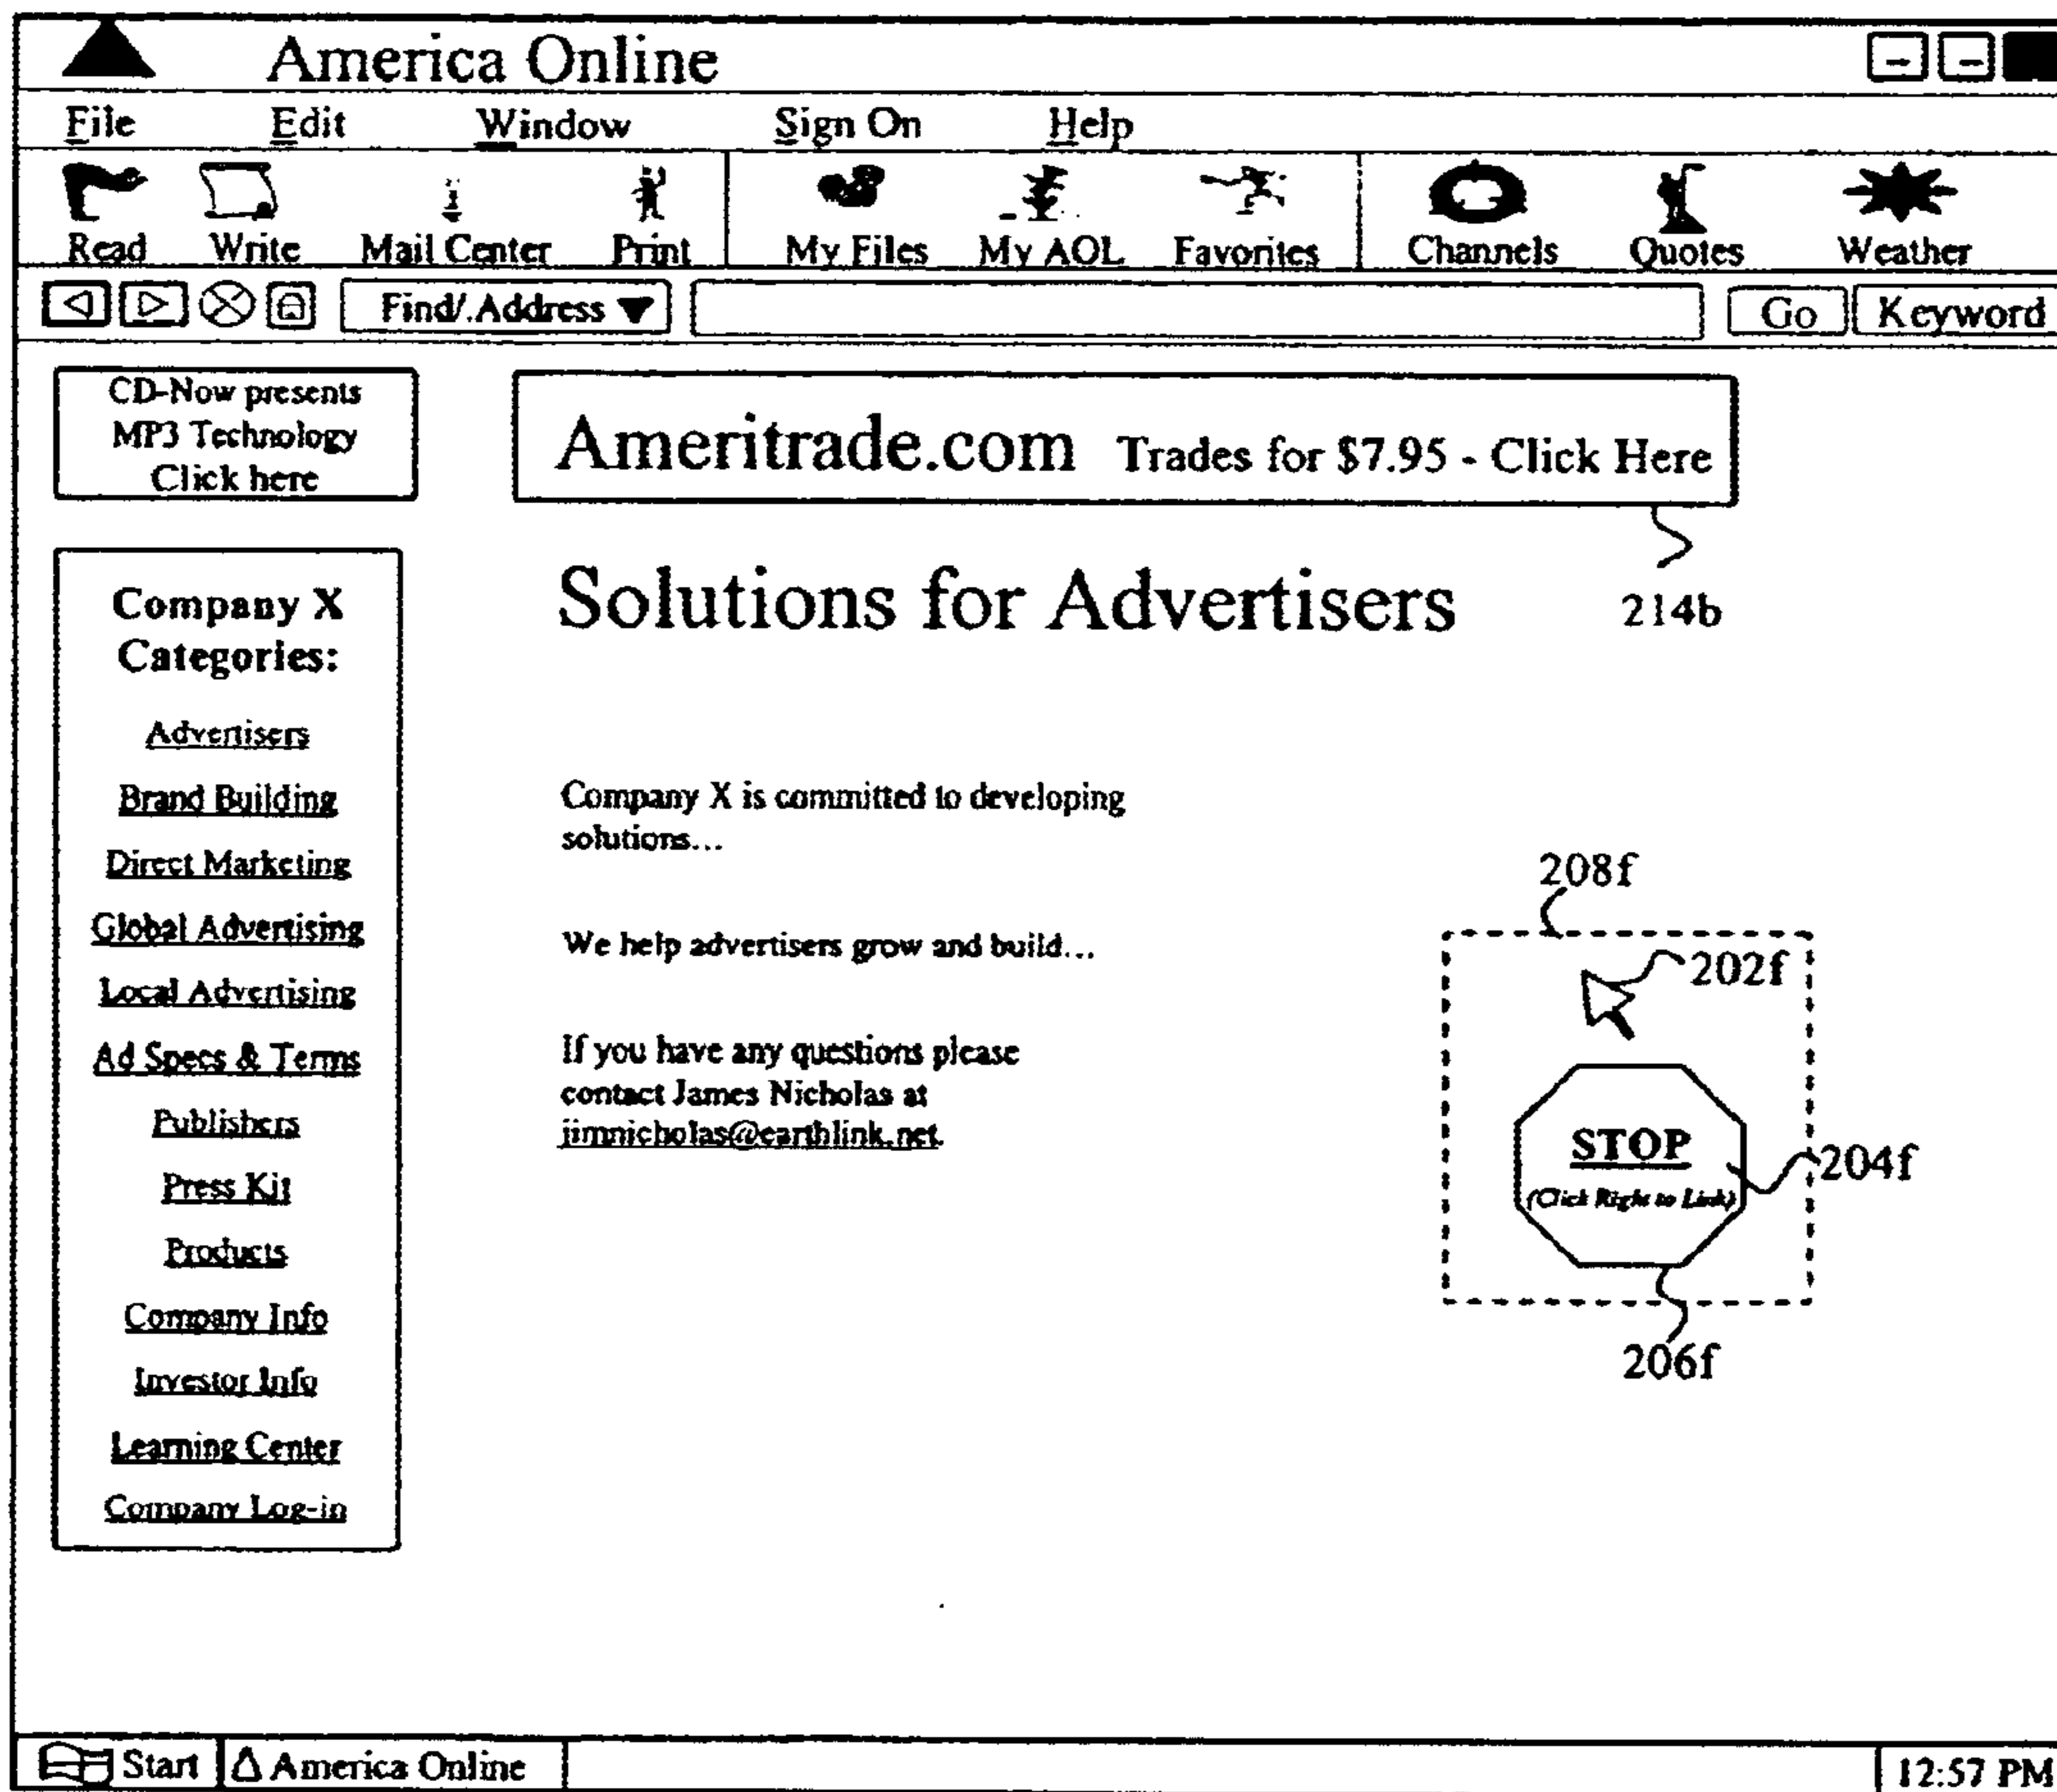 America Online
File Edit Window Sign On Help
Read Write Mail Center Print My Files My AOL Favorites Channels Quotes Weather
Find/.Address Go Keyword
CD-Now presents
MP3 Technology
Click here
Ameritrade.com Trades for $7.95 - Click Here
214b
Company X
Categories:
Advertisers
Brand Building
Direct Marketing
Global Advertising
Local Advertising
Ad Specs & Terms
Publishers
Press Kit
Products
Company Info
Investor Info
Learning Center
Company Log-in
Solutions for Advertisers
Company X is committed to developing
solutions...
We help advertisers grow and build...
If you have any questions please
contact James Nicholas at
jimnicholas@earthlink.net.
208f
202f
STOP
(Click Right to Link)
204f
206f
Start America Online 12:57 PM